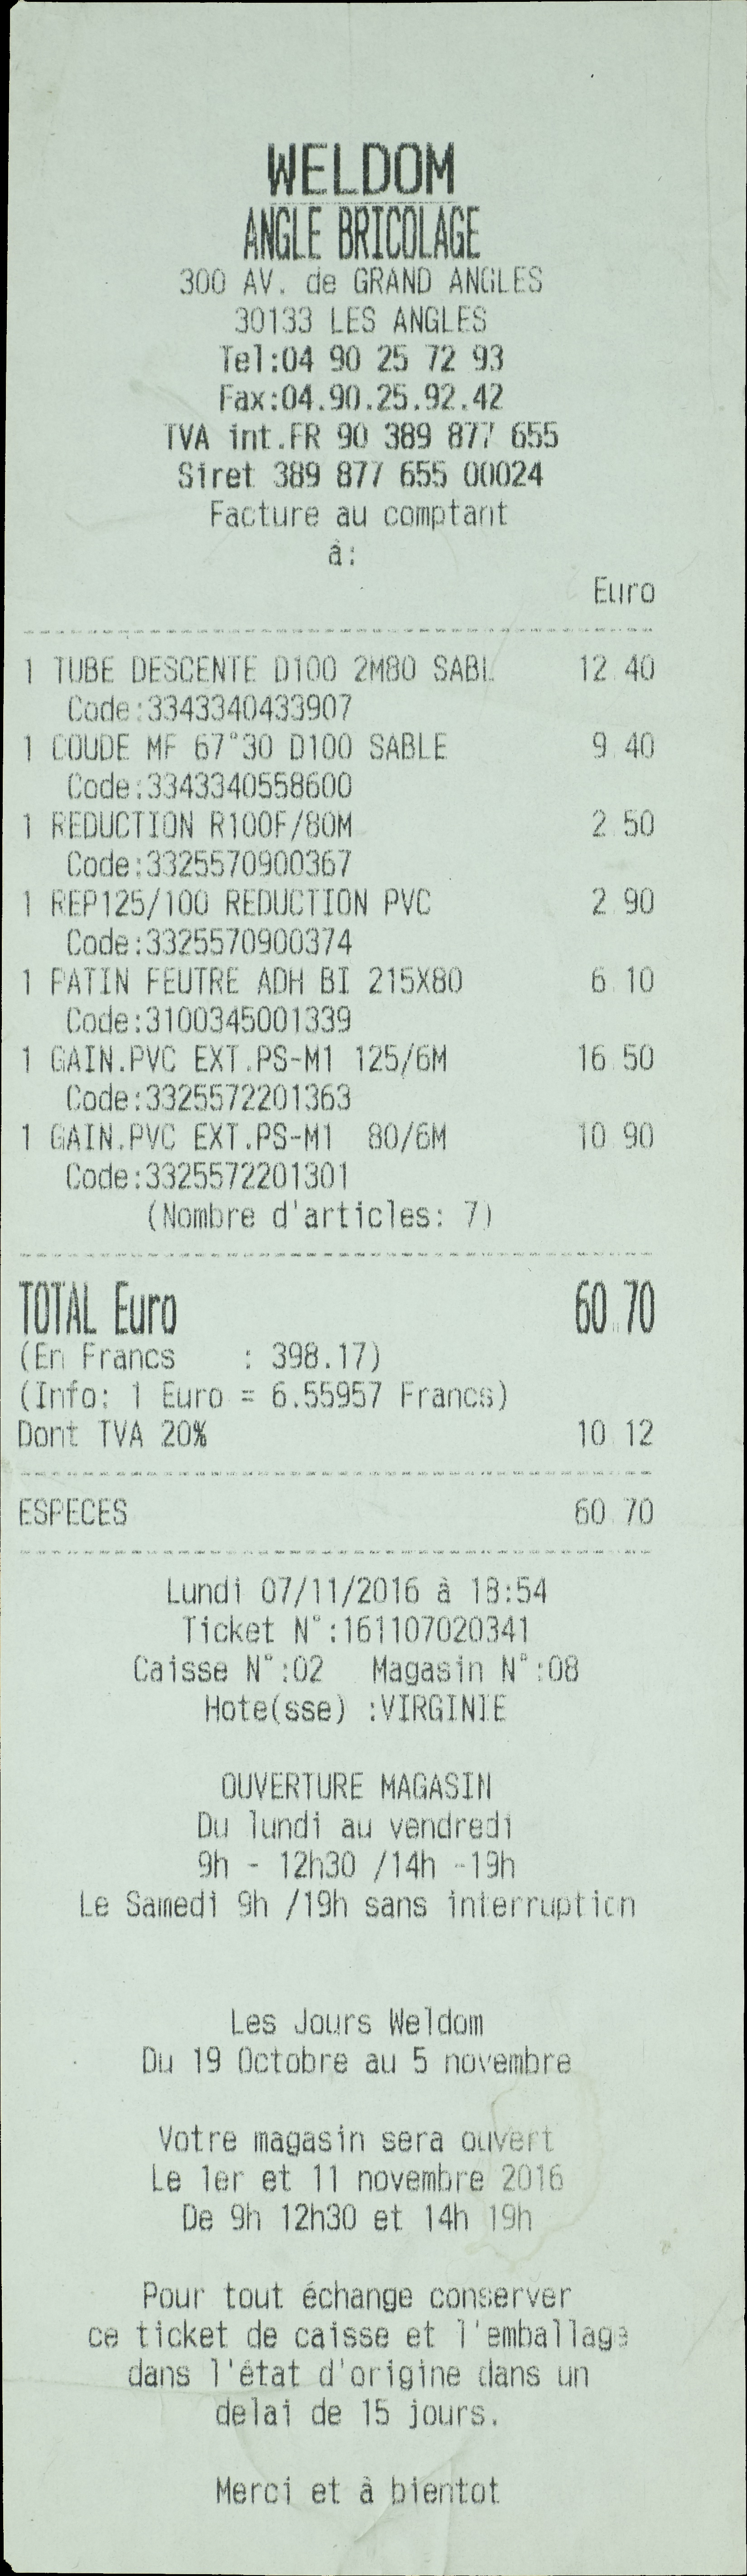 WELDOM
ANGLE BRICOLAGE
300 AV. de GRAND ANGLES
30133 LES ANGLES
Tel:04 90 25 72 93
Fax:04.90.25.92.42
TVA int.FR 90 389 877 655
Siret 389 877 655 00024
Facture au comptant
à:
Euro
1 TUBE DESCENTE D100 2M80 SABL 12.40
Code:3343340433907
1 COUDE MF 67°30 D100 SABLE 9.40
Code:3343340558600
1 REDUCTION R100F/80M 2.50
Code:3325570900367
1 REP125/100 REDUCTION PVC 2.90
Code:3325570900374
1 PATIN FEUTRE ADH BI 215X80 6.10
Code:3100345001339
1 GAIN.PVC EXT.PS-M1 125/6M 16.50
Code:3325572201363
1 GAIN.PVC EXT.PS-M1 80/6M 10.90
Code:3325572201301
(Nombre d'articles: 7)
TOTAL Euro 60.70
(En Francs : 398.17)
(Info: 1 Euro = 6.55957 Francs)
Dont TVA 20% 10.12
ESPECES 60.70
Lundi 07/11/2016 à 18:54
Ticket N°:161107020341
Caisse N°:02 Magasin N°:08
Hote(sse) :VIRGINIE
OUVERTURE MAGASIN
Du lundi au vendredi
9h - 12h30 /14h -19h
Le Samedi 9h /19h sans interruption
Les Jours Weldom
Du 19 Octobre au 5 novembre
Votre magasin sera ouvert
Le 1er et 11 novembre 2016
De 9h 12h30 et 14h 19h
Pour tout échange conserver
ce ticket de caisse et l'emballage
dans l'état d'origine dans un
delai de 15 jours.
Merci et à bientot